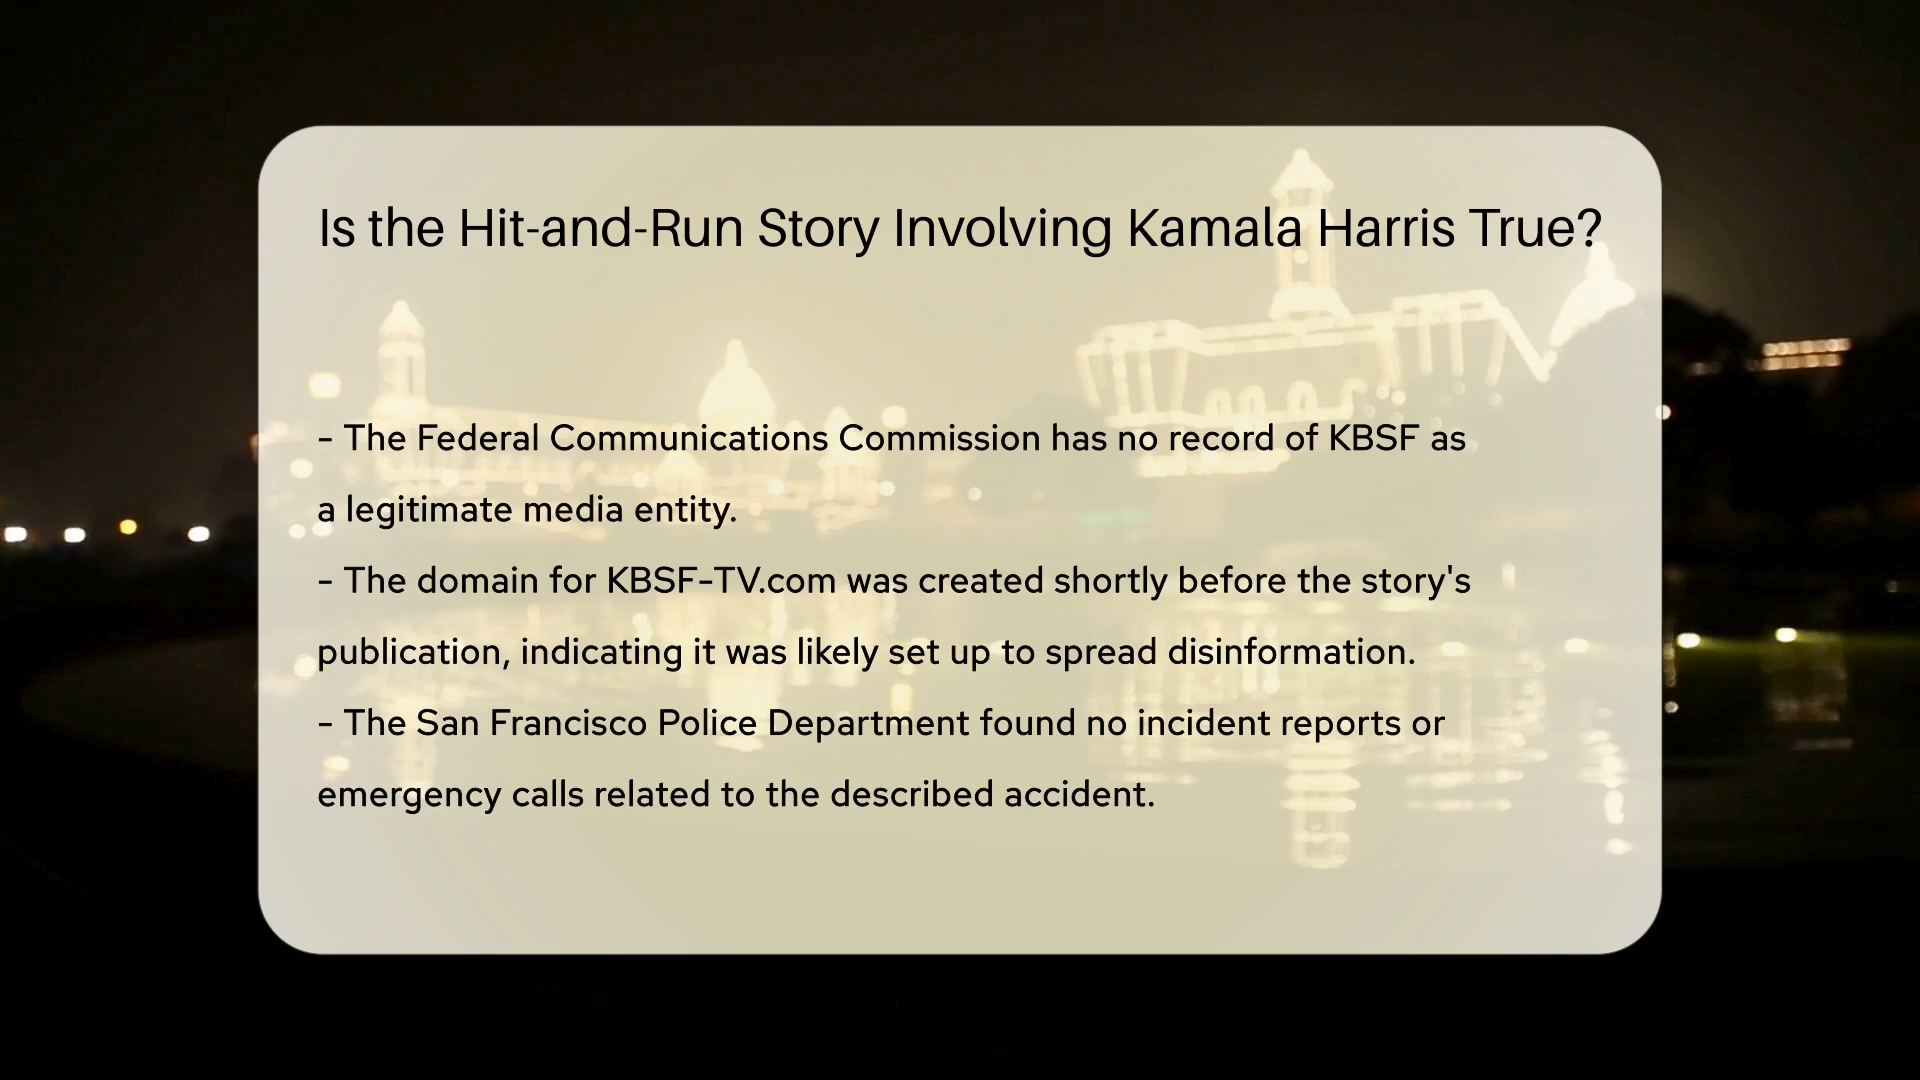 Is the Hit-and-Run Story Involving Kamala Harris True?
- The Federal Communications Commission has no record of KBSF as
a legitimate media entity.
- The domain for KBSF-TV.com was created shortly before the story's
publication, indicating it was likely set up to spread disinformation.
- The San Francisco Police Department found no incident reports or
emergency calls related to the described accident.